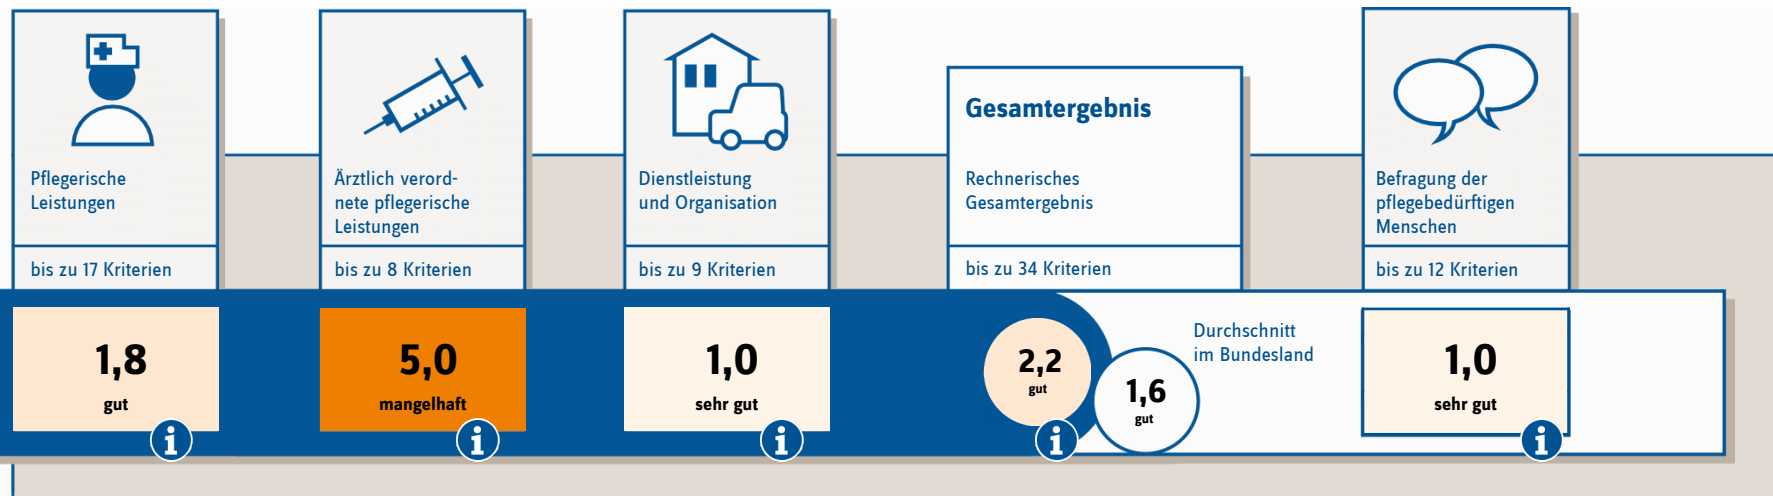 Pflegerische
Leistungen
bis zu 17 Kriterien
1,8
gut
i
Ärztlich verord-
nete pflegerische
Leistungen
bis zu 8 Kriterien
5,0
mangelhaft
i
Dienstleistung
und Organisation
bis zu 9 Kriterien
1,0
sehr gut
i
Gesamtergebnis
Rechnerisches
Gesamtergebnis
bis zu 34 Kriterien
2,2
gut
i
1,6
gut
Durchschnitt
im Bundesland
Befragung der
pflegebedürftigen
Menschen
bis zu 12 Kriterien
1,0
sehr gut
i